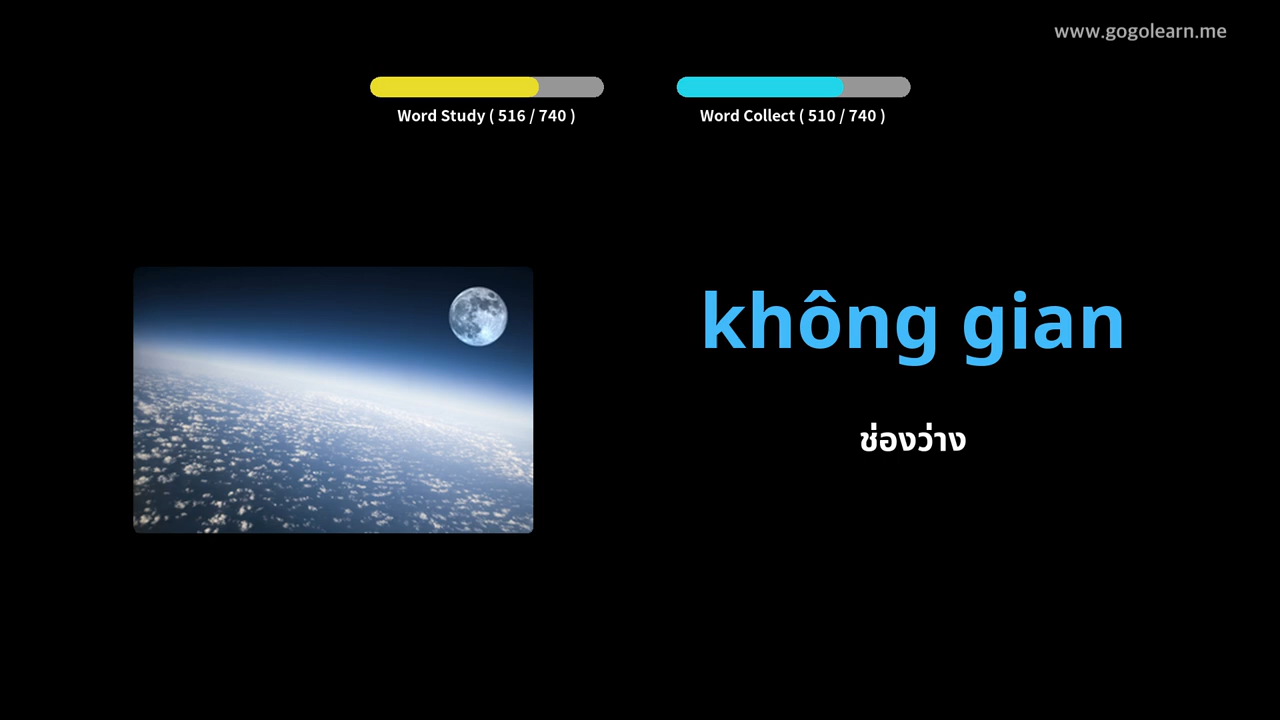 www.gogolearn.me
Word Study ( 516 / 740 )
Word Collect ( 510 / 740 )
không gian
ช่องว่าง